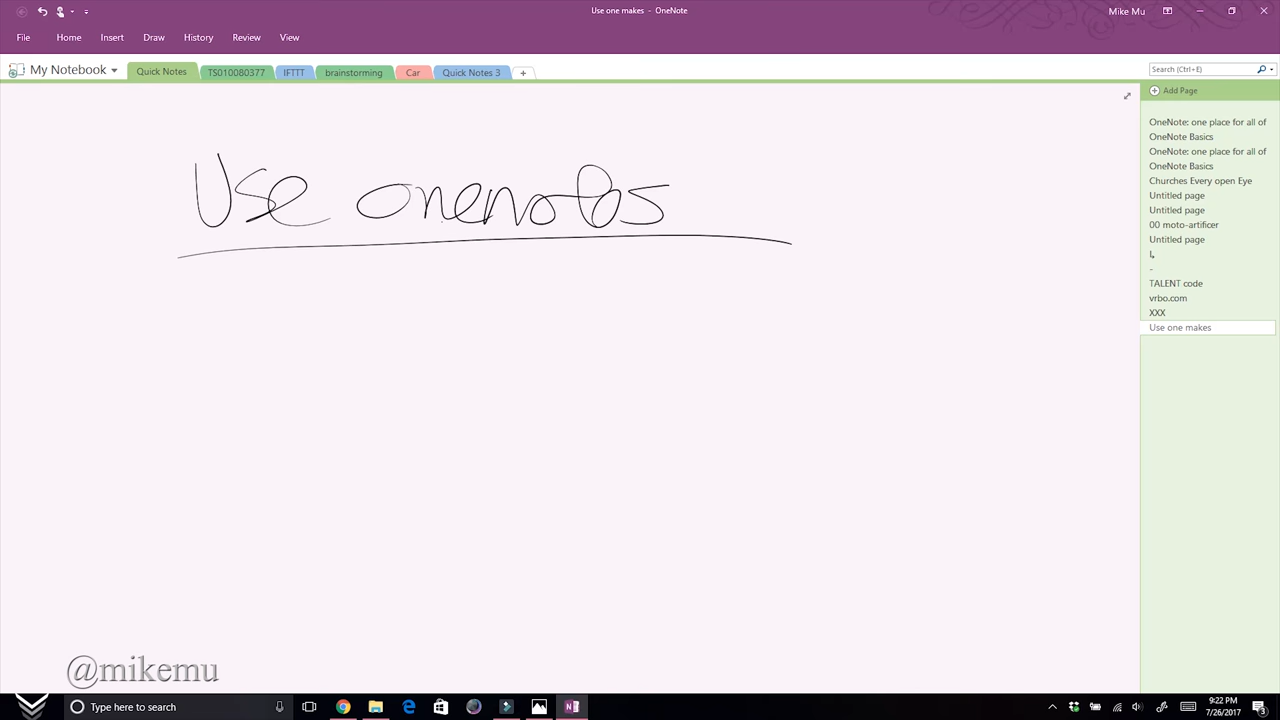 Use one makes - OneNote
Mike Mu
File Home Insert Draw History Review View
My Notebook Quick Notes TS010080377 IFTTT brainstorming Car Quick Notes 3 +
Search (Ctrl+E)
Add Page
Use onenotes
OneNote: one place for all of
OneNote Basics
OneNote: one place for all of
OneNote Basics
Churches Every open Eye
Untitled page
Untitled page
00 moto-artificer
Untitled page
-
TALENT code
vrbo.com
XXX
Use one makes
@mikemu
Type here to search
9:22 PM
7/26/2017